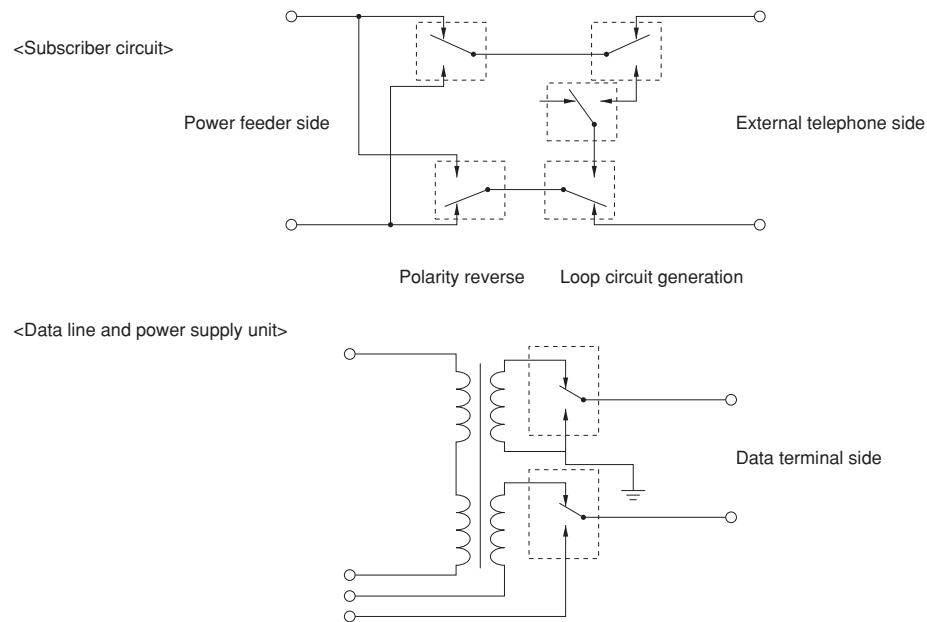 <Subscriber circuit>
Power feeder side
External telephone side
Polarity reverse
Loop circuit generation
<Data line and power supply unit>
Data terminal side